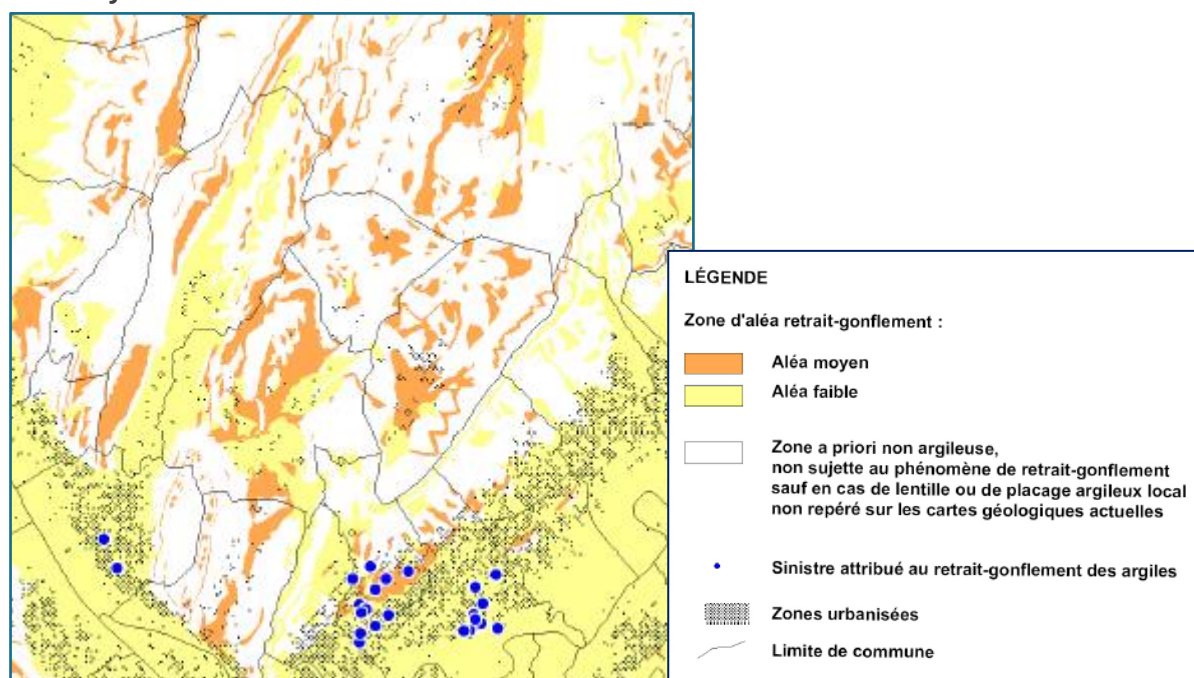 LÉGENDE
Zone d'aléa retrait-gonflement :
Aléa moyen
Aléa faible
Zone a priori non argileuse,
non sujette au phénomène de retrait-gonflement
sauf en cas de lentille ou de placage argileux local
non repéré sur les cartes géologiques actuelles
Sinistre attribué au retrait-gonflement des argiles
Zones urbanisées
Limite de commune